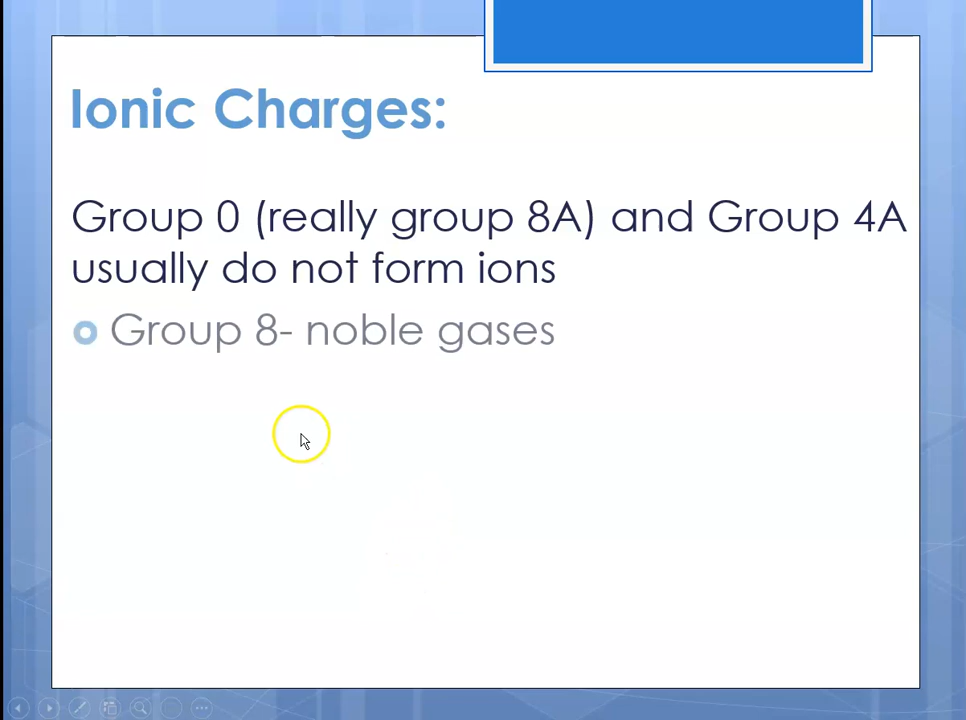 Ionic Charges:
Group 0 (really group 8A) and Group 4A
usually do not form ions
Group 8- noble gases